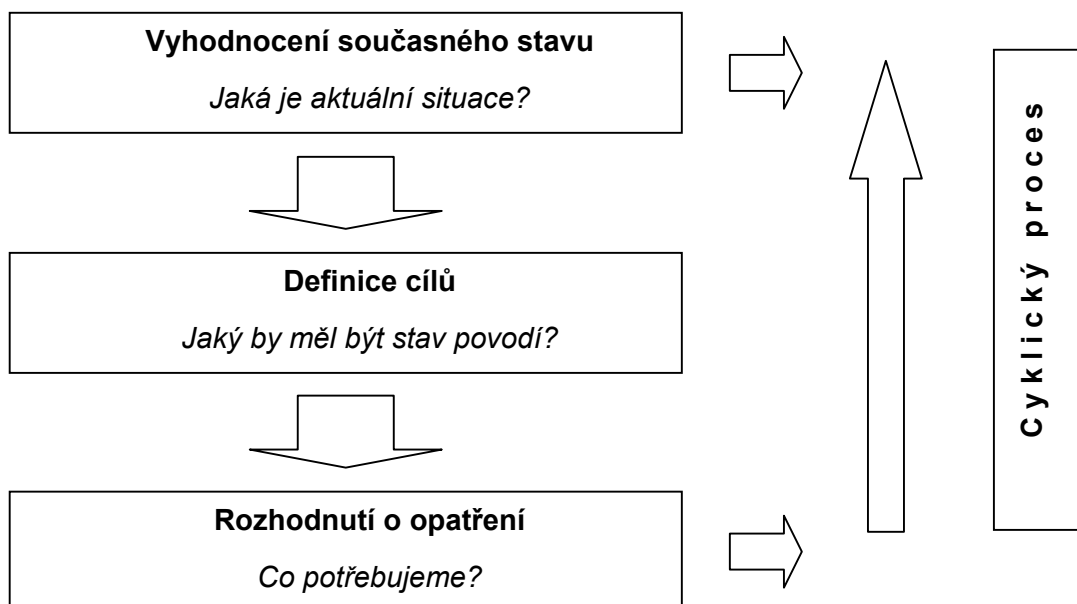 Vyhodnocení současného stavu
Jaká je aktuální situace?
Definice cílů
Jaký by měl být stav povodí?
Rozhodnutí o opatření
Co potřebujeme?
Cyklický proces